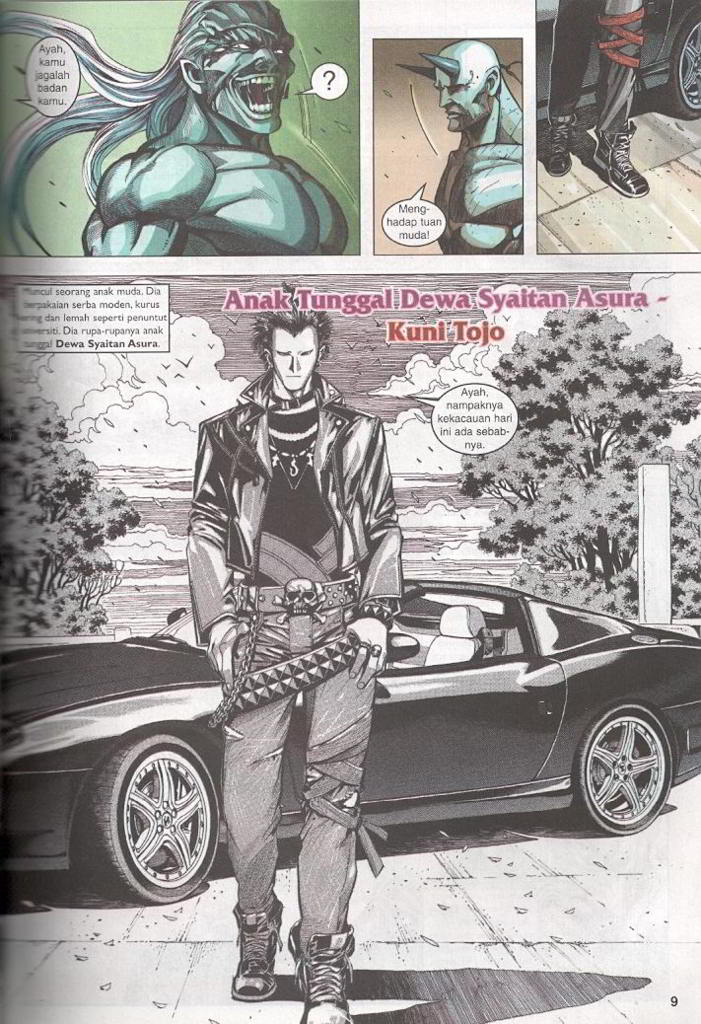 Ayah,
kamu
jagalah
badan
kamu.
?
Meng-
hadap tuan
muda!
Muncul seorang anak muda. Dia
berpakaian serba moden, kurus
kering dan lemah seperti penuntut
universiti. Dia rupa-rupanya anak
tunggal Dewa Syaitan Asura.
Anak Tunggal Dewa Syaitan Asura -
Kuni Tojo
Ayah,
nampaknya
kekacauan hari
ini ada sebab-
nya.
9